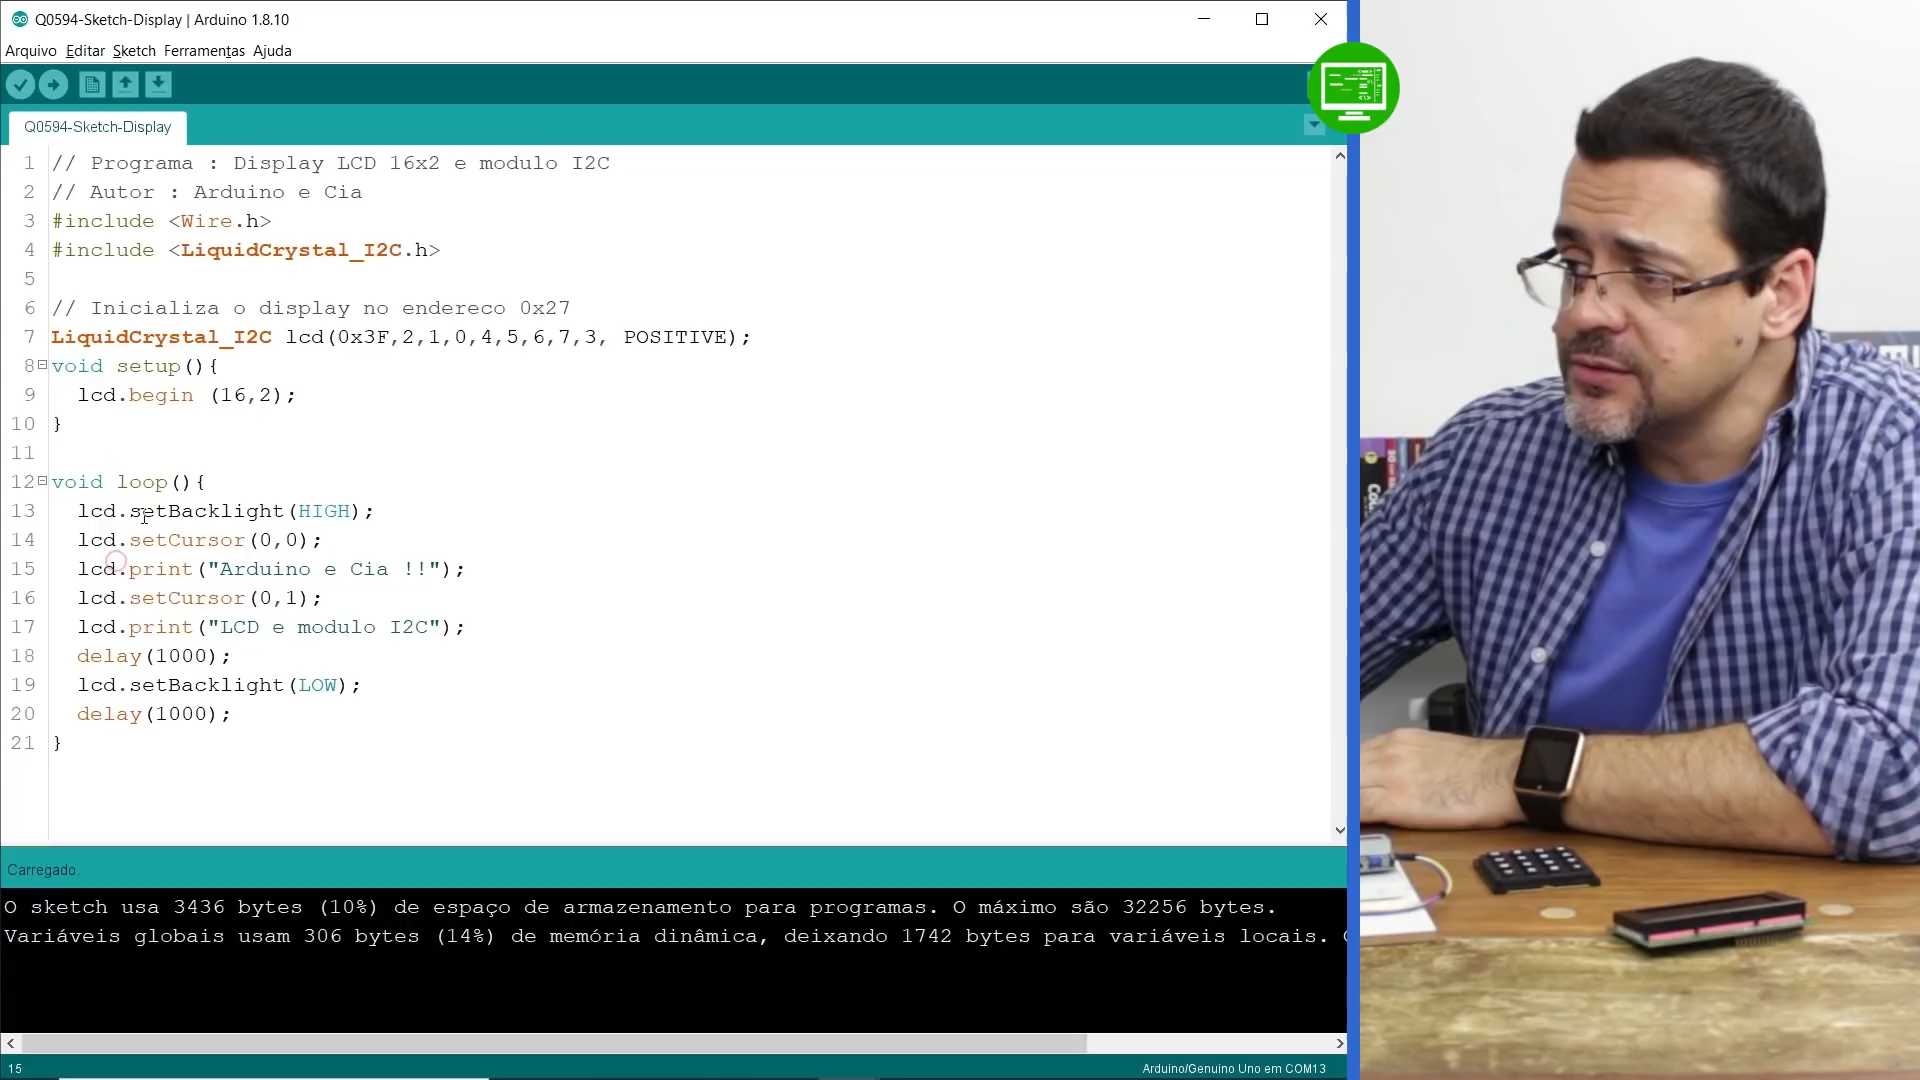 Q0594-Sketch-Display | Arduino 1.8.10
Arquivo Editar Sketch Ferramentas Ajuda
Q0594-Sketch-Display
1 // Programa : Display LCD 16x2 e modulo I2C
2 // Autor : Arduino e Cia
3 #include <Wire.h>
4 #include <LiquidCrystal_I2C.h>
5
6 // Inicializa o display no endereco 0x27
7 LiquidCrystal_I2C lcd(0x3F,2,1,0,4,5,6,7,3, POSITIVE);
8 void setup(){
9 lcd.begin (16,2);
10 }
11
12 void loop(){
13 lcd.setBacklight(HIGH);
14 lcd.setCursor(0,0);
15 lcd.print("Arduino e Cia !!");
16 lcd.setCursor(0,1);
17 lcd.print("LCD e modulo I2C");
18 delay(1000);
19 lcd.setBacklight(LOW);
20 delay(1000);
21 }
Carregado.
O sketch usa 3436 bytes (10%) de espaço de armazenamento para programas. O máximo são 32256 bytes.
Variáveis globais usam 306 bytes (14%) de memória dinâmica, deixando 1742 bytes para variáveis locais.
15
Arduino/Genuino Uno em COM13